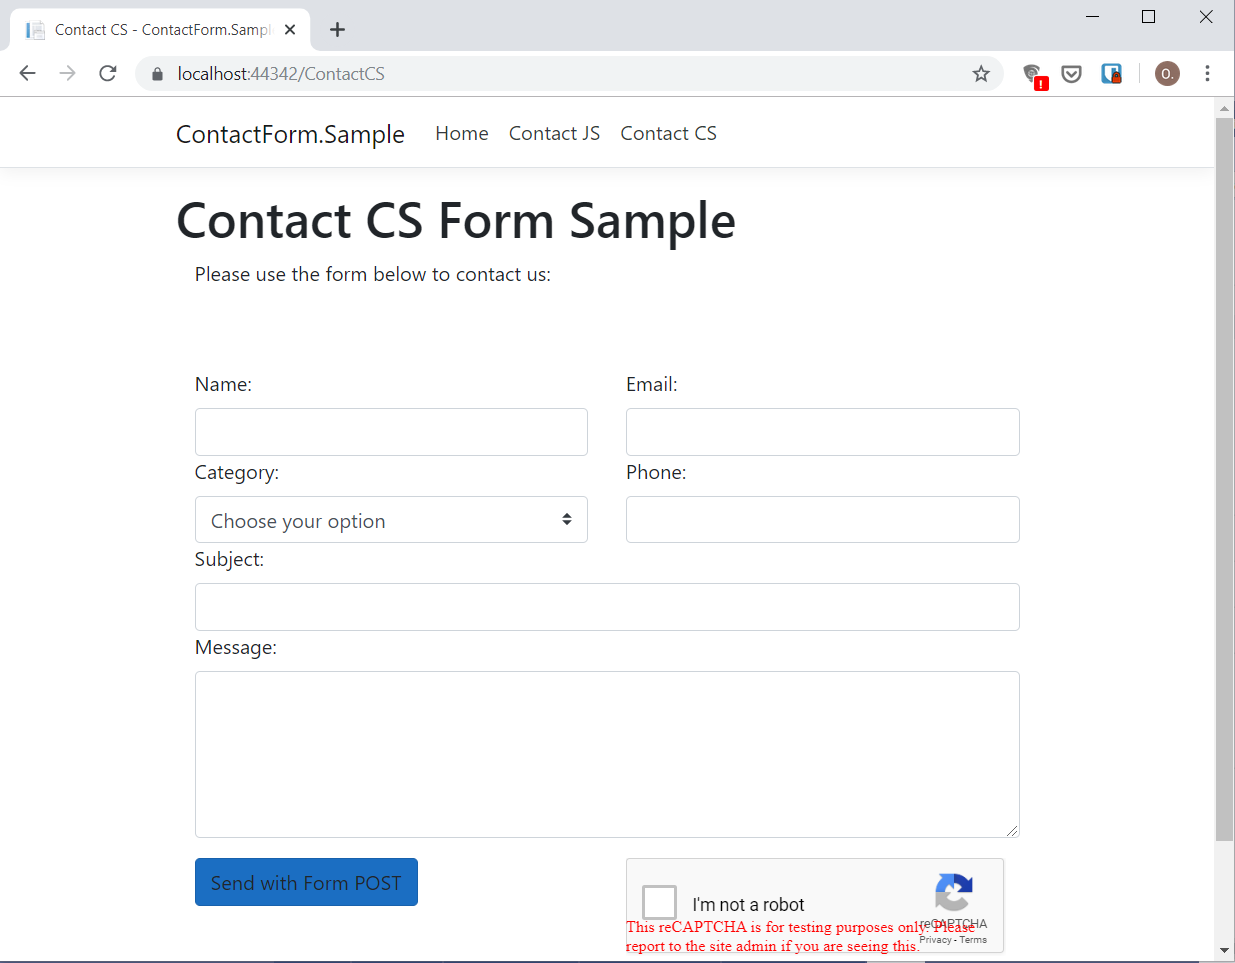 Contact CS - ContactForm.Sampl
localhost:44342/ContactCS
O.
ContactForm.Sample Home Contact JS Contact CS
Contact CS Form Sample
Please use the form below to contact us:
Name: Email:
Category: Phone:
Choose your option
Subject:
Message:
Send with Form POST
I'm not a robot
reCAPTCHA
This reCAPTCHA is for testing purposes only. Please
report to the site admin if you are seeing this.
Privacy - Terms